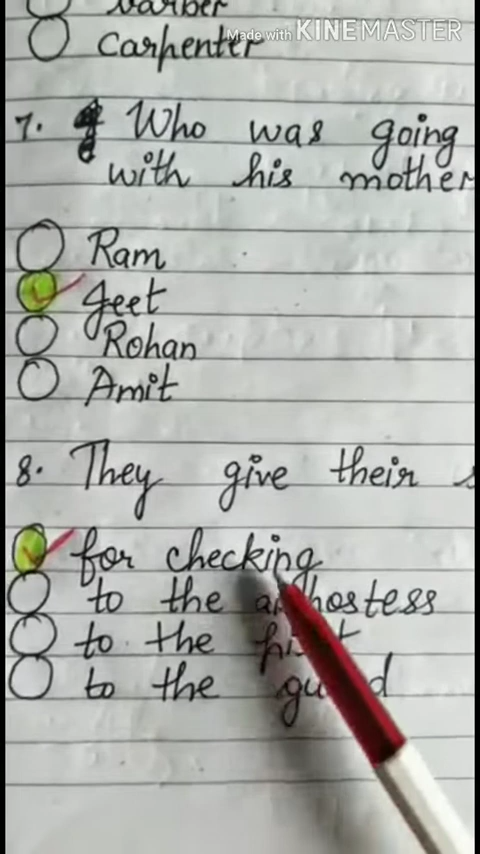 barber
Carpenter
Made with KINEMASTER
7. Who was going
with his mother
Ram
Jeet
Rohan
Amit
8. They give their
for checking
to the hostess
to the
to the